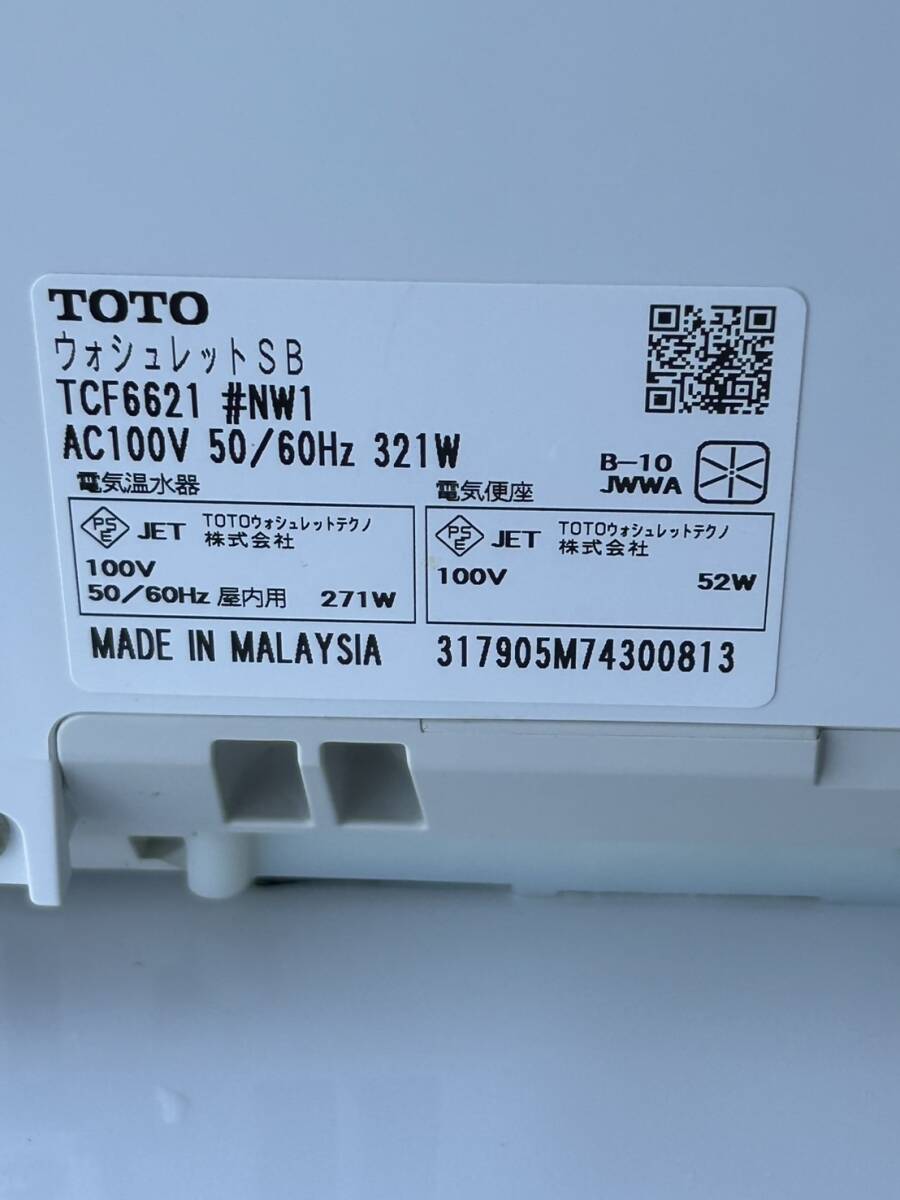 TOTO
ウォシュレットSB
TCF6621 #NW1
AC100V 50/60Hz 321W
B-10
JWWA
電気温水器
PSE JET TOTOウォシュレットテクノ
株式会社
100V
50/60Hz 屋内用 271W
電気便座
PSE JET TOTOウォシュレットテクノ
株式会社
100V 52W
MADE IN MALAYSIA 317905M74300813